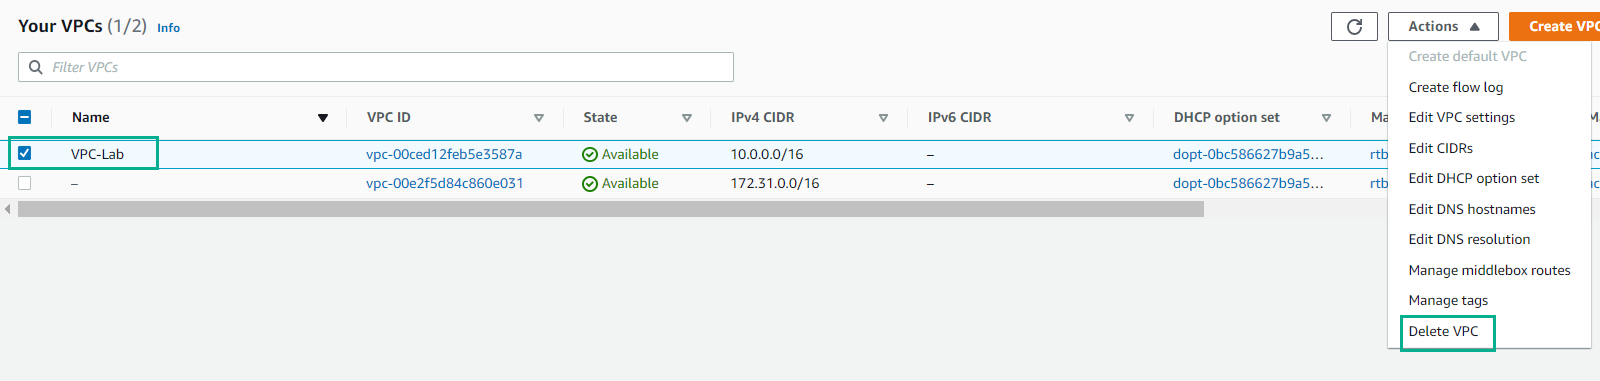 Your VPCs (1/2) Info
Actions
Create VPC
Filter VPCs
Create default VPC
Create flow log
Edit VPC settings
Edit CIDRs
Edit DHCP option set
Edit DNS hostnames
Edit DNS resolution
Manage middlebox routes
Manage tags
Delete VPC
Name VPC ID State IPv4 CIDR IPv6 CIDR DHCP option set
VPC-Lab vpc-00ced12feb5e3587a Available 10.0.0.0/16 – dopt-0bc586627b9a5... rtb
– vpc-00e2f5d84c860e031 Available 172.31.0.0/16 – dopt-0bc586627b9a5... rtb